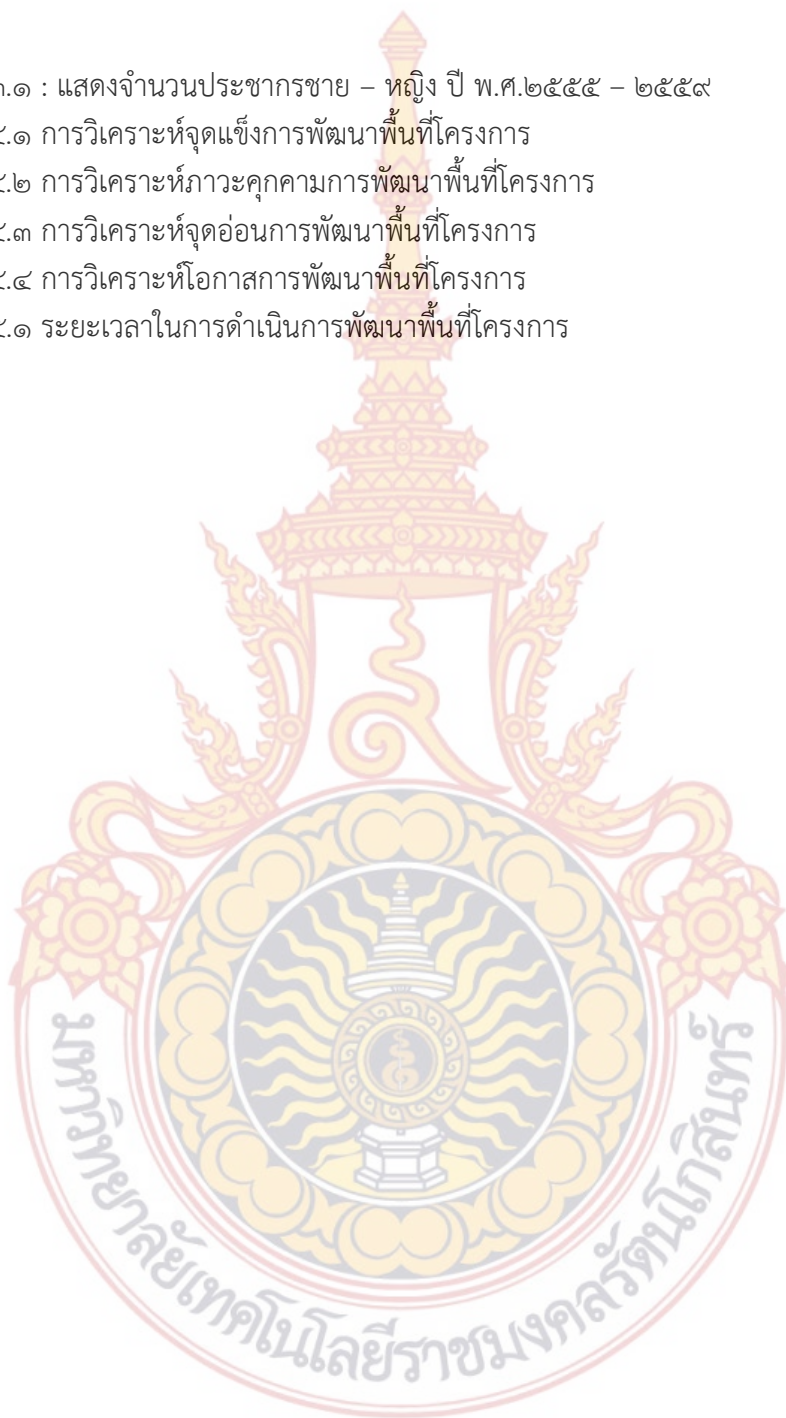 .๑ : แสดงจำนวนประชากรชาย – หญิง ปี พ.ศ.๒๕๕๕ – ๒๕๕๙
.๑ การวิเคราะห์จุดแข็งการพัฒนาพื้นที่โครงการ
.๒ การวิเคราะห์ภาวะคุกคามการพัฒนาพื้นที่โครงการ
.๓ การวิเคราะห์จุดอ่อนการพัฒนาพื้นที่โครงการ
.๔ การวิเคราะห์โอกาสการพัฒนาพื้นที่โครงการ
.๑ ระยะเวลาในการดำเนินการพัฒนาพื้นที่โครงการ
มหาวิทยาลัยเทคโนโลยีราชมงคลรัตนโกสินทร์